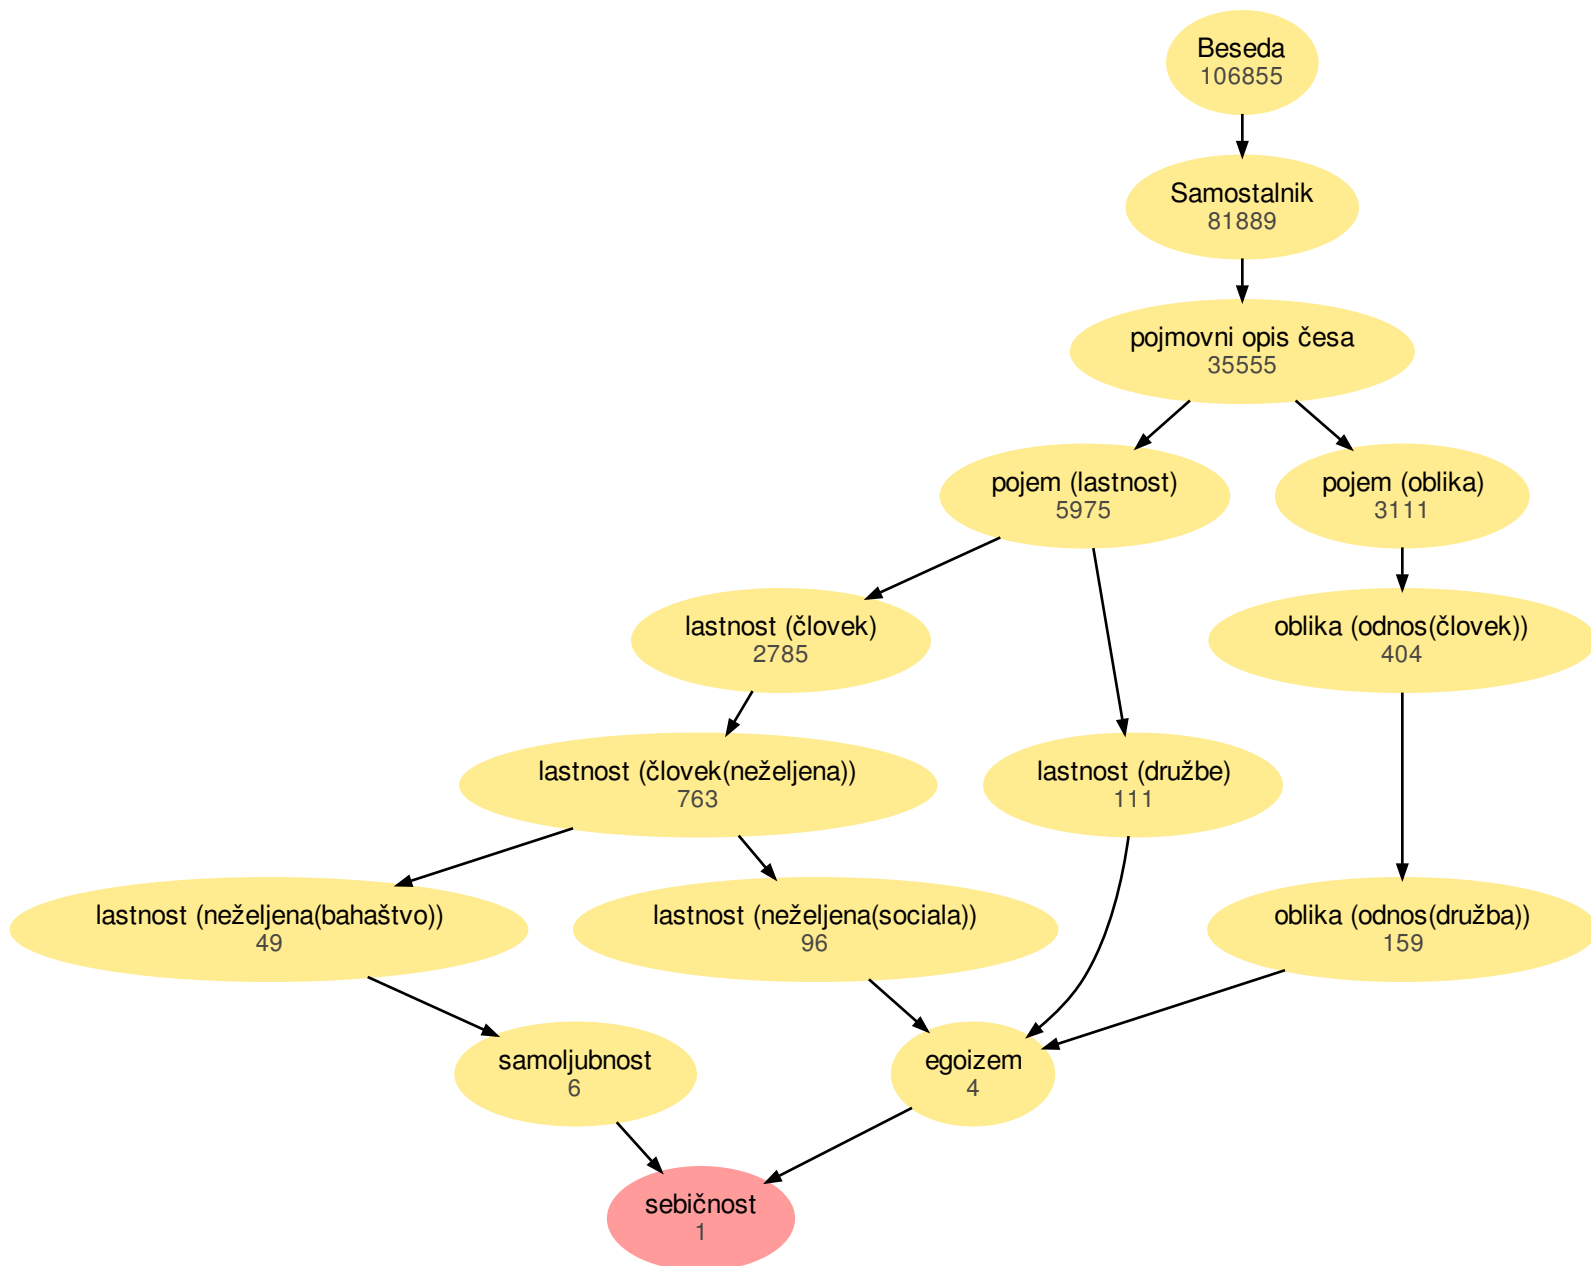 Beseda
106855
Samostalnik
81889
pojmovni opis česa
35555
pojem (lastnost)
5975
pojem (oblika)
3111
lastnost (človek)
2785
oblika (odnos(človek))
404
lastnost (človek(neželjena))
763
lastnost (družbe)
111
lastnost (neželjena(bahaštvo))
49
lastnost (neželjena(sociala))
96
oblika (odnos(družba))
159
samoljubnost
6
egoizem
4
sebičnost
1